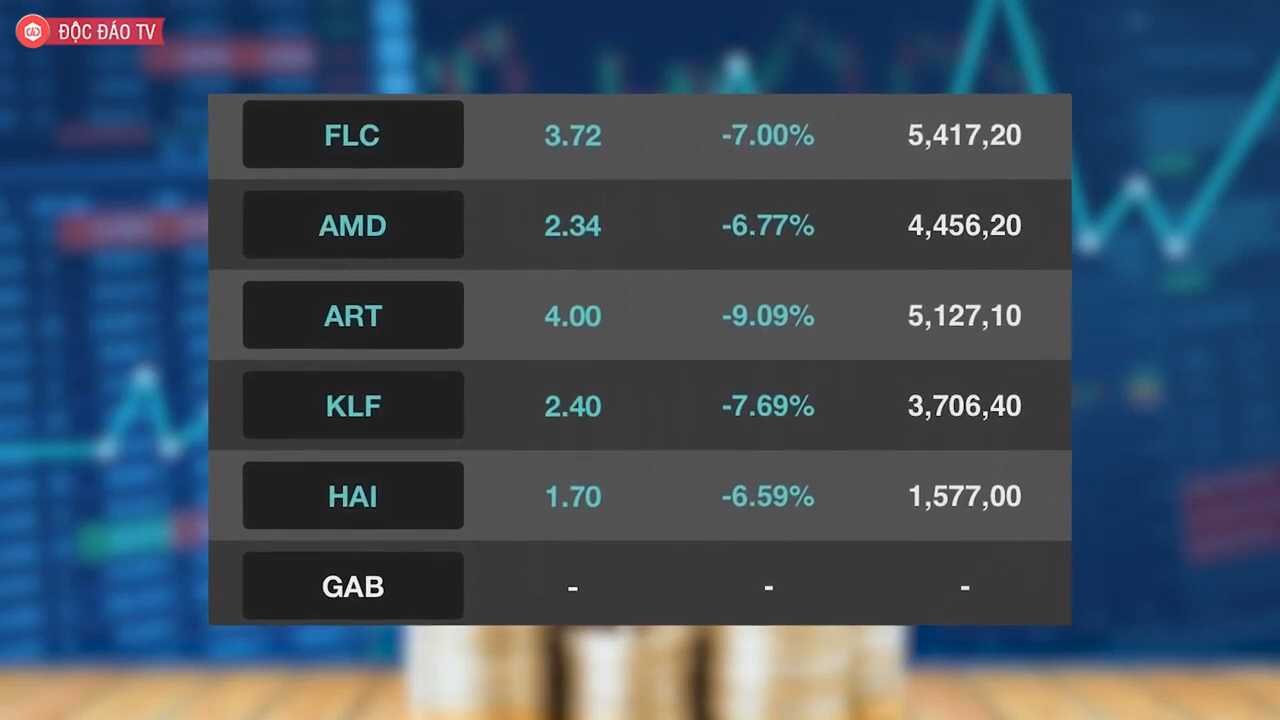 ĐỘC ĐÁO TV
FLC 3.72 -7.00% 5,417,20
AMD 2.34 -6.77% 4,456,20
ART 4.00 -9.09% 5,127,10
KLF 2.40 -7.69% 3,706,40
HAI 1.70 -6.59% 1,577,00
GAB - - -